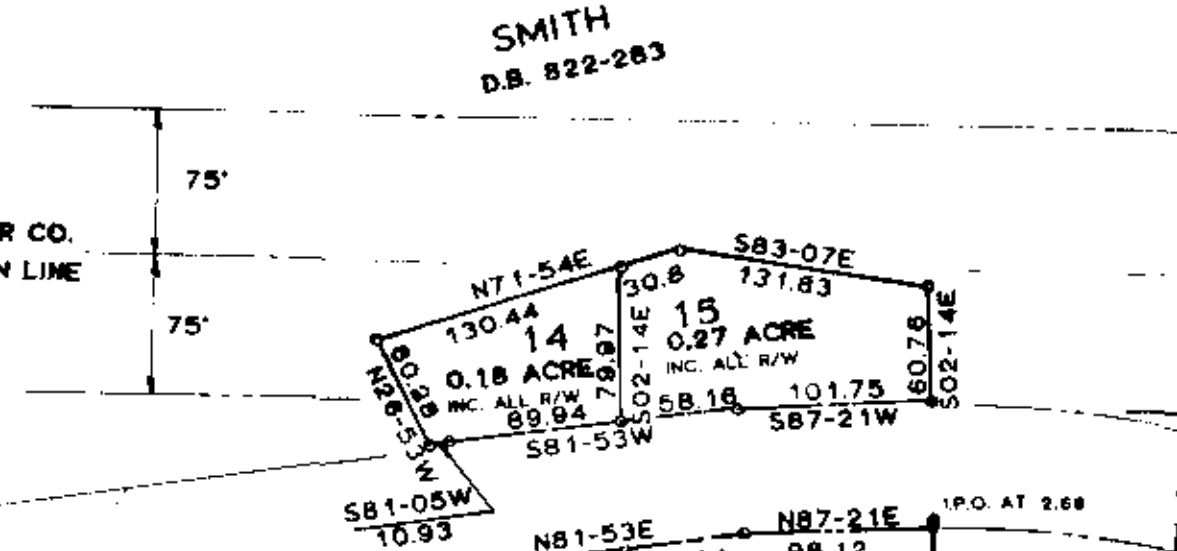 SMITH
D.B. 822-283
75'
R CO.
N LINE
75'
N71-54E
130.44
30.8
S83-07E
131.83
14
0.18 ACRE
INC. ALL R/W
15
0.27 ACRE
INC. ALL R/W
60.26
N26-53W
79.97
S02-14E
60.76
S02-14E
89.94
S81-53W
58.16
101.75
S87-21W
S81-05W
10.93
N81-53E
N87-21E
98.12
I.P.O. AT 2.68